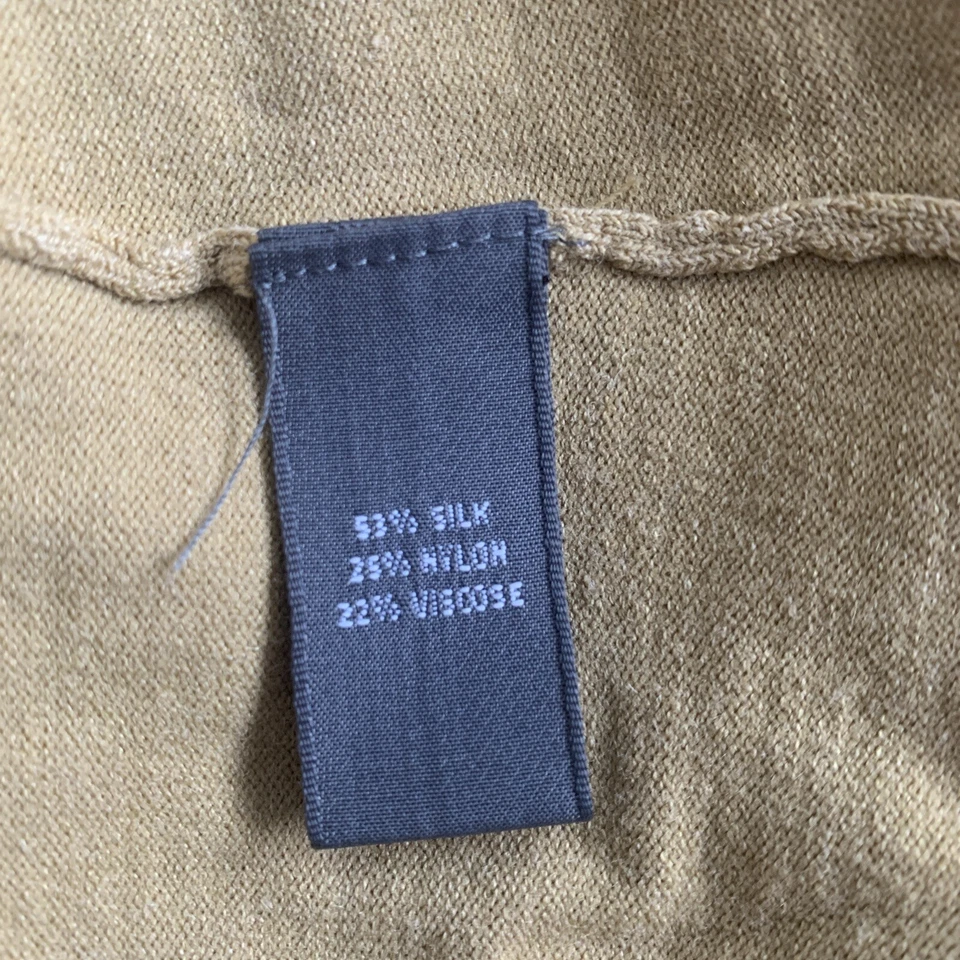 53% SILK
25% NYLON
22% VISCOSE